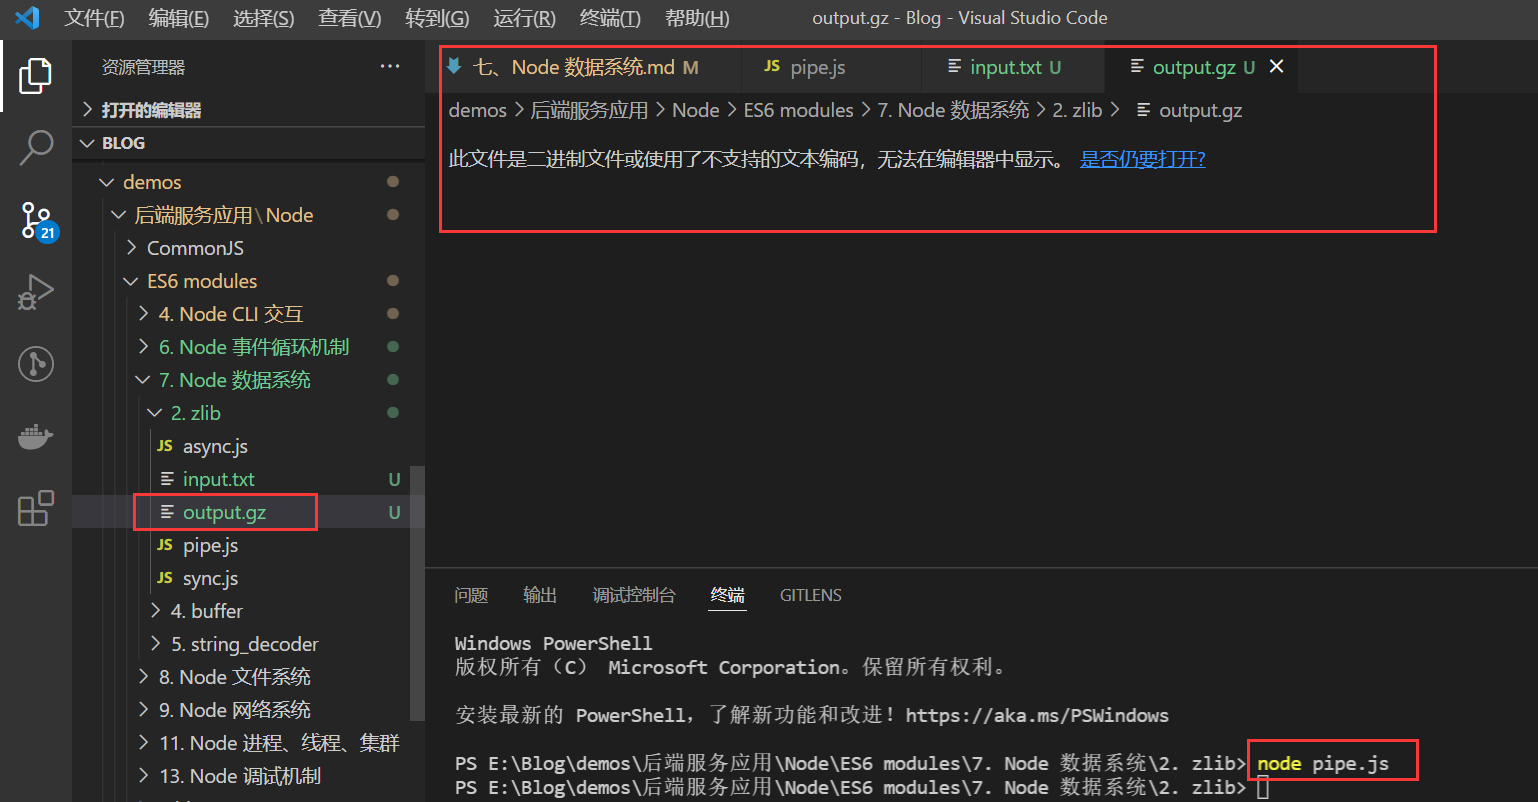 文件(F) 编辑(E) 选择(S) 查看(V) 转到(G) 运行(R) 终端(T) 帮助(H) output.gz - Blog - Visual Studio Code
资源管理器 ···
打开的编辑器
BLOG
demos
后端服务应用\Node
CommonJS
ES6 modules
4. Node CLI 交互
6. Node 事件循环机制
7. Node 数据系统
2. zlib
JS async.js
input.txt U
output.gz U
JS pipe.js
JS sync.js
4. buffer
5. string_decoder
8. Node 文件系统
9. Node 网络系统
11. Node 进程、线程、集群
13. Node 调试机制
21
七、Node 数据系统.md M JS pipe.js input.txt U output.gz U
demos > 后端服务应用 > Node > ES6 modules > 7. Node 数据系统 > 2. zlib > output.gz
此文件是二进制文件或使用了不支持的文本编码，无法在编辑器中显示。 是否仍要打开?
问题 输出 调试控制台 终端 GITLENS
Windows PowerShell
版权所有（C） Microsoft Corporation。保留所有权利。
安装最新的 PowerShell，了解新功能和改进！https://aka.ms/PSWindows
PS E:\Blog\demos\后端服务应用\Node\ES6 modules\7. Node 数据系统\2. zlib> node pipe.js
PS E:\Blog\demos\后端服务应用\Node\ES6 modules\7. Node 数据系统\2. zlib>